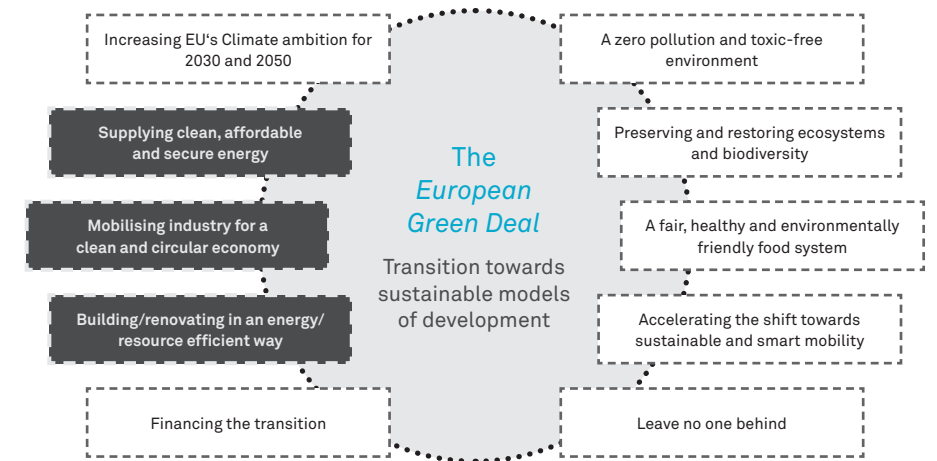 Increasing EU‘s Climate ambition for
2030 and 2050
Supplying clean, affordable
and secure energy
Mobilising industry for a
clean and circular economy
Building/renovating in an energy/
resource efficient way
Financing the transition
The
European
Green Deal
Transition towards
sustainable models
of development
A zero pollution and toxic-free
environment
Preserving and restoring ecosystems
and biodiversity
A fair, healthy and environmentally
friendly food system
Accelerating the shift towards
sustainable and smart mobility
Leave no one behind